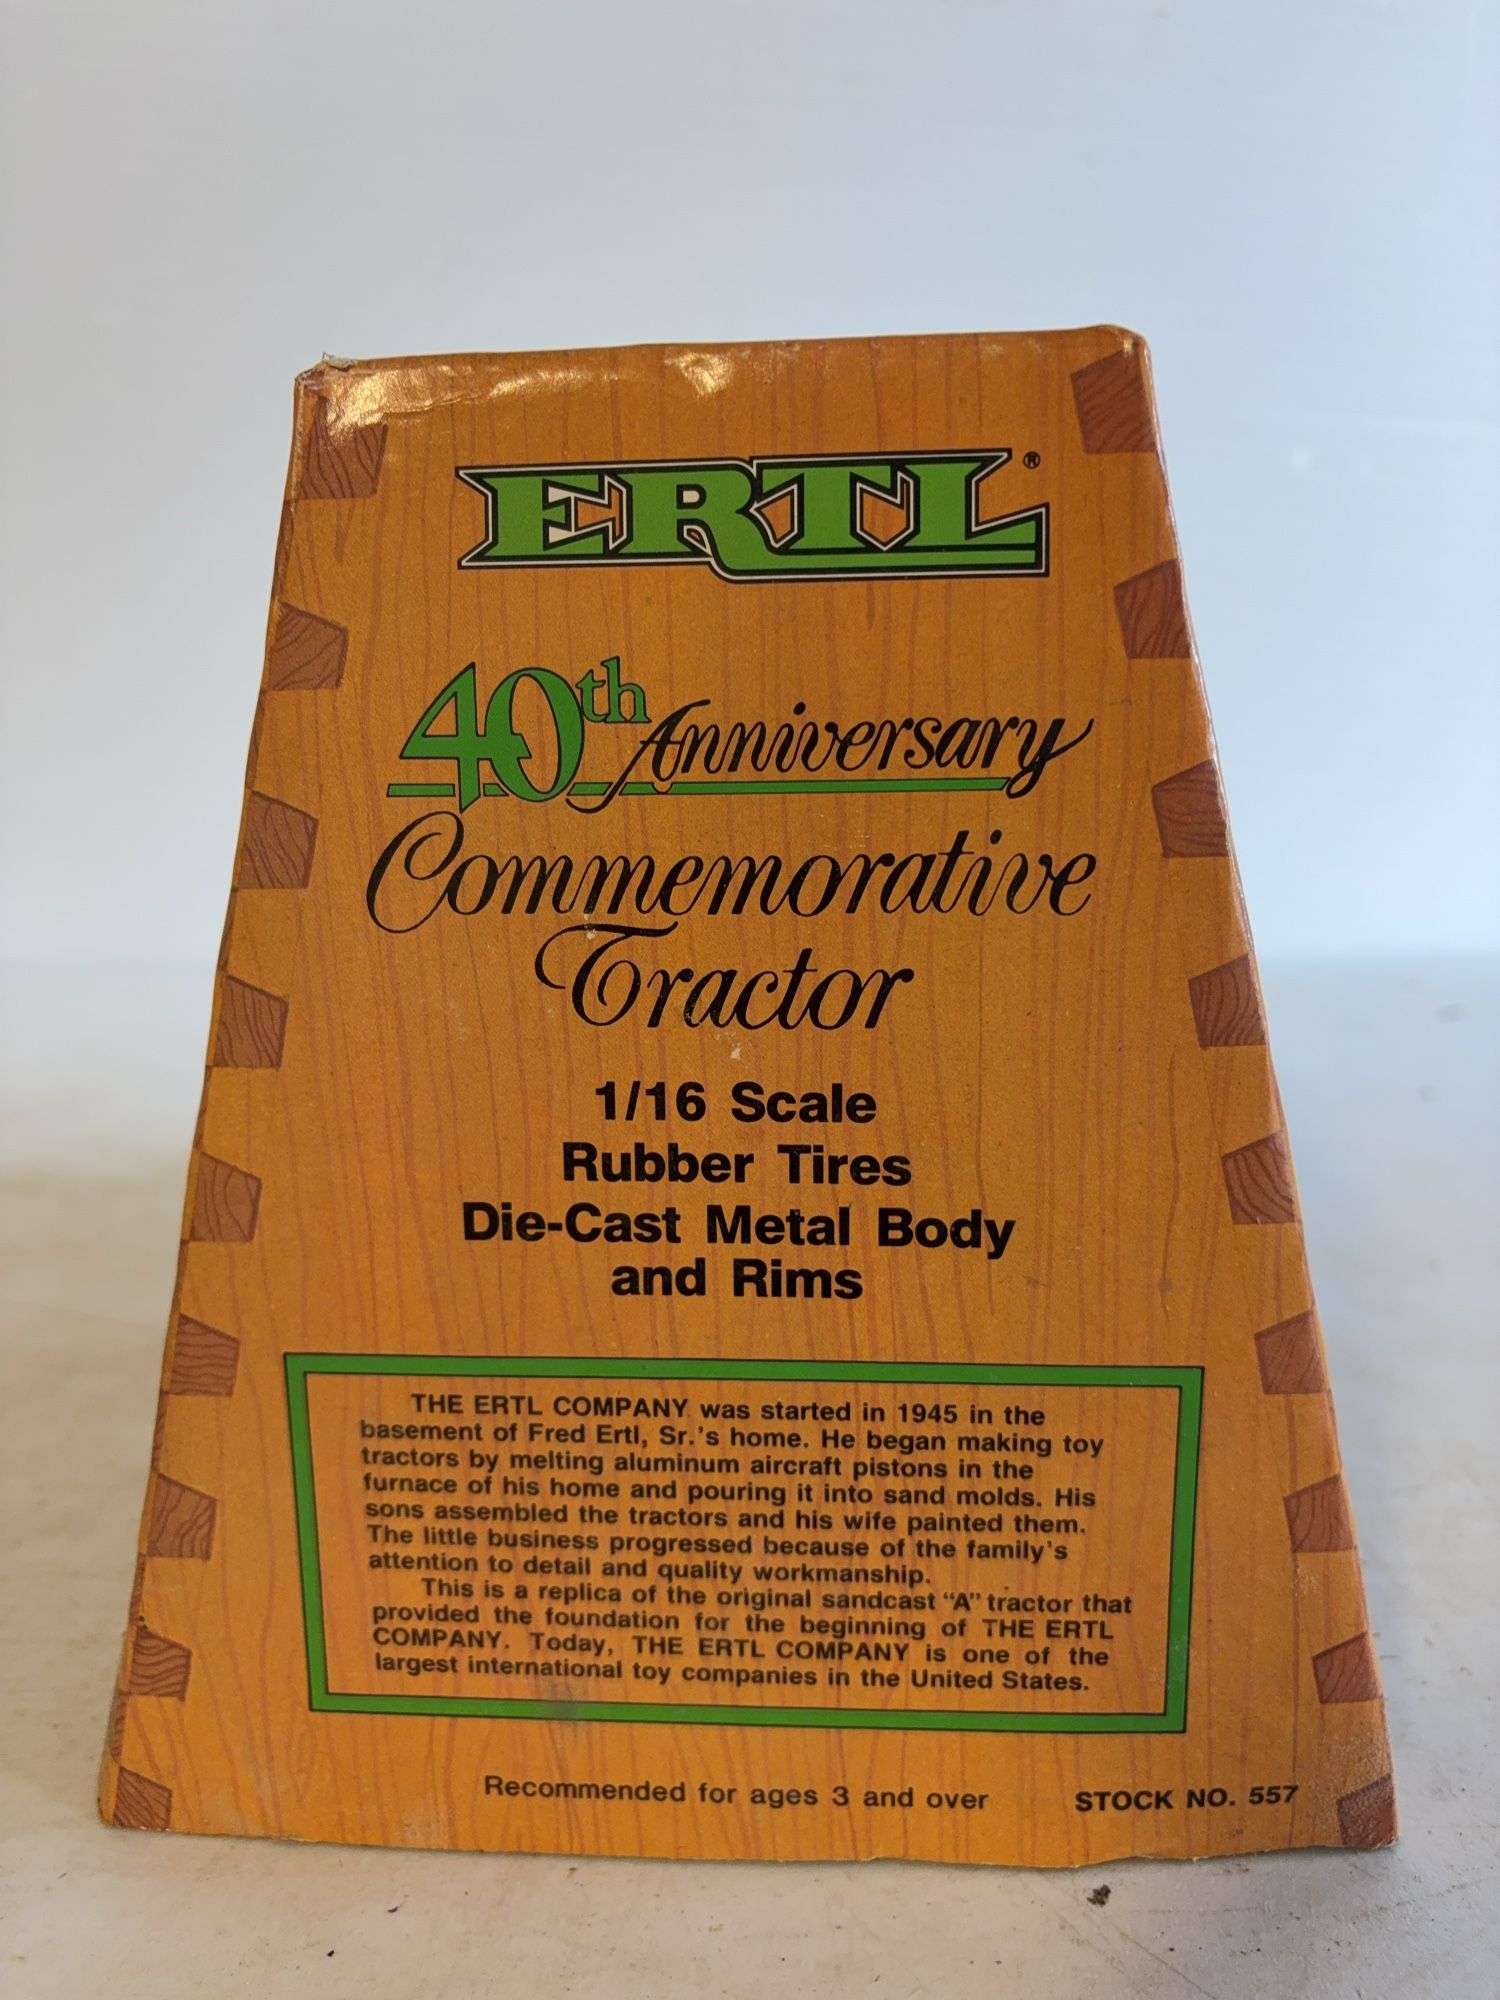 ERTL®
40th Anniversary
Commemorative
Tractor
1/16 Scale
Rubber Tires
Die-Cast Metal Body
and Rims
THE ERTL COMPANY was started in 1945 in the
basement of Fred Ertl, Sr.'s home. He began making toy
tractors by melting aluminum aircraft pistons in the
furnace of his home and pouring it into sand molds. His
sons assembled the tractors and his wife painted them.
The little business progressed because of the family's
attention to detail and quality workmanship.
This is a replica of the original sandcast "A" tractor that
provided the foundation for the beginning of THE ERTL
COMPANY. Today, THE ERTL COMPANY is one of the
largest international toy companies in the United States.
Recommended for ages 3 and over STOCK NO. 557